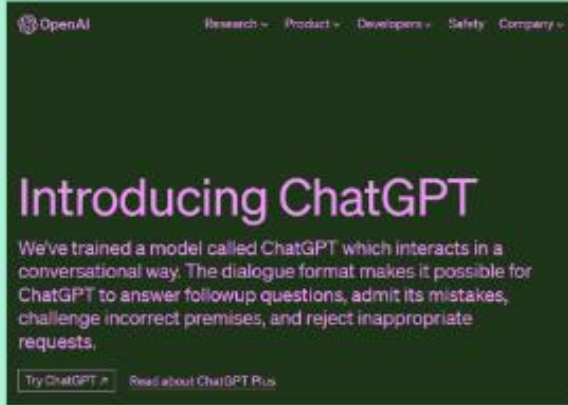 OpenAI Research Product Developers Safety Company
Introducing ChatGPT
We've trained a model called ChatGPT which interacts in a
conversational way. The dialogue format makes it possible for
ChatGPT to answer followup questions, admit its mistakes,
challenge incorrect premises, and reject inappropriate
requests.
Try ChatGPT ↗ Read about ChatGPT Plus